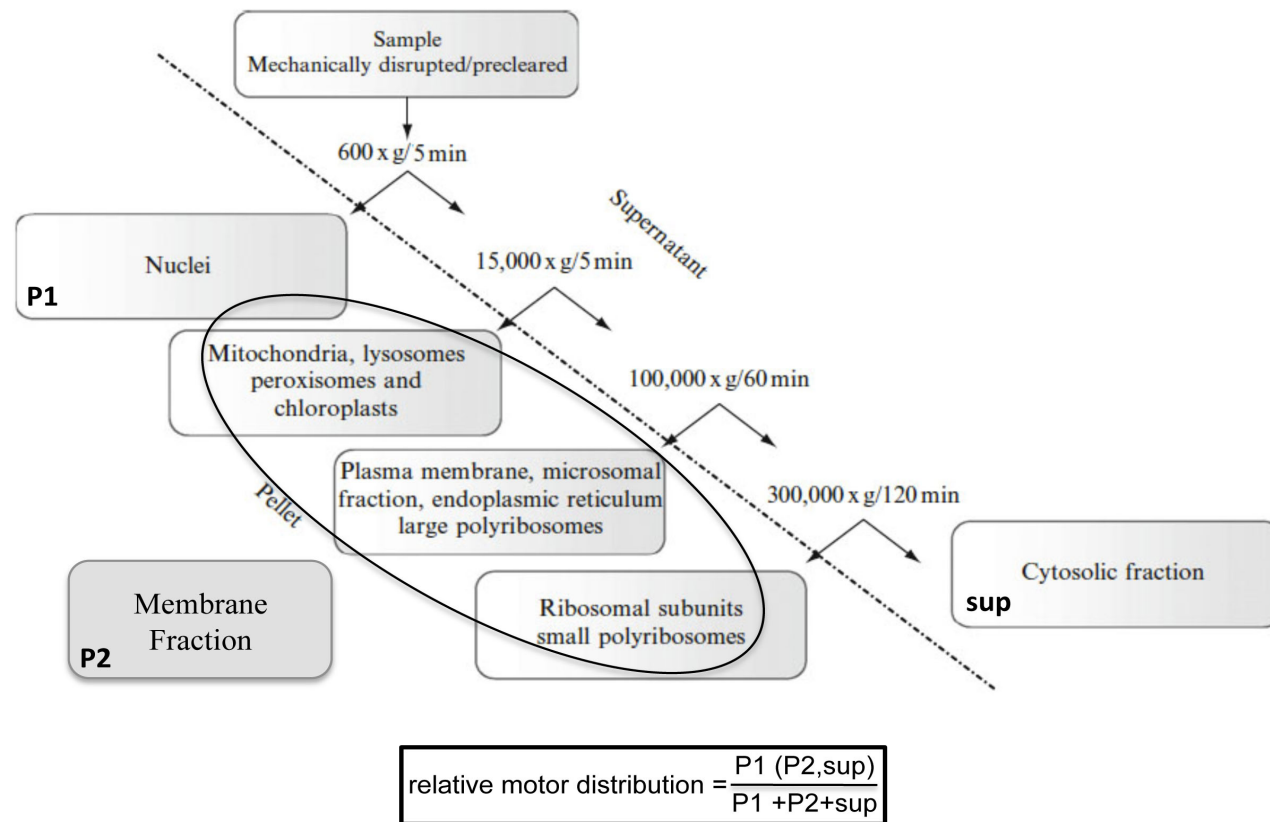 Sample
Mechanically disrupted/precleared
600 x g/5 min
Supernatant
15,000 x g/5 min
Nuclei
P1
Mitochondria, lysosomes
peroxisomes and
chloroplasts
100,000 x g/60 min
Plasma membrane, microsomal
fraction, endoplasmic reticulum
large polyribosomes
Pellet
300,000 x g/120 min
Cytosolic fraction
sup
Membrane
Fraction
P2
Ribosomal subunits
small polyribosomes
relative motor distribution = P1 (P2,sup)
P1 +P2+sup